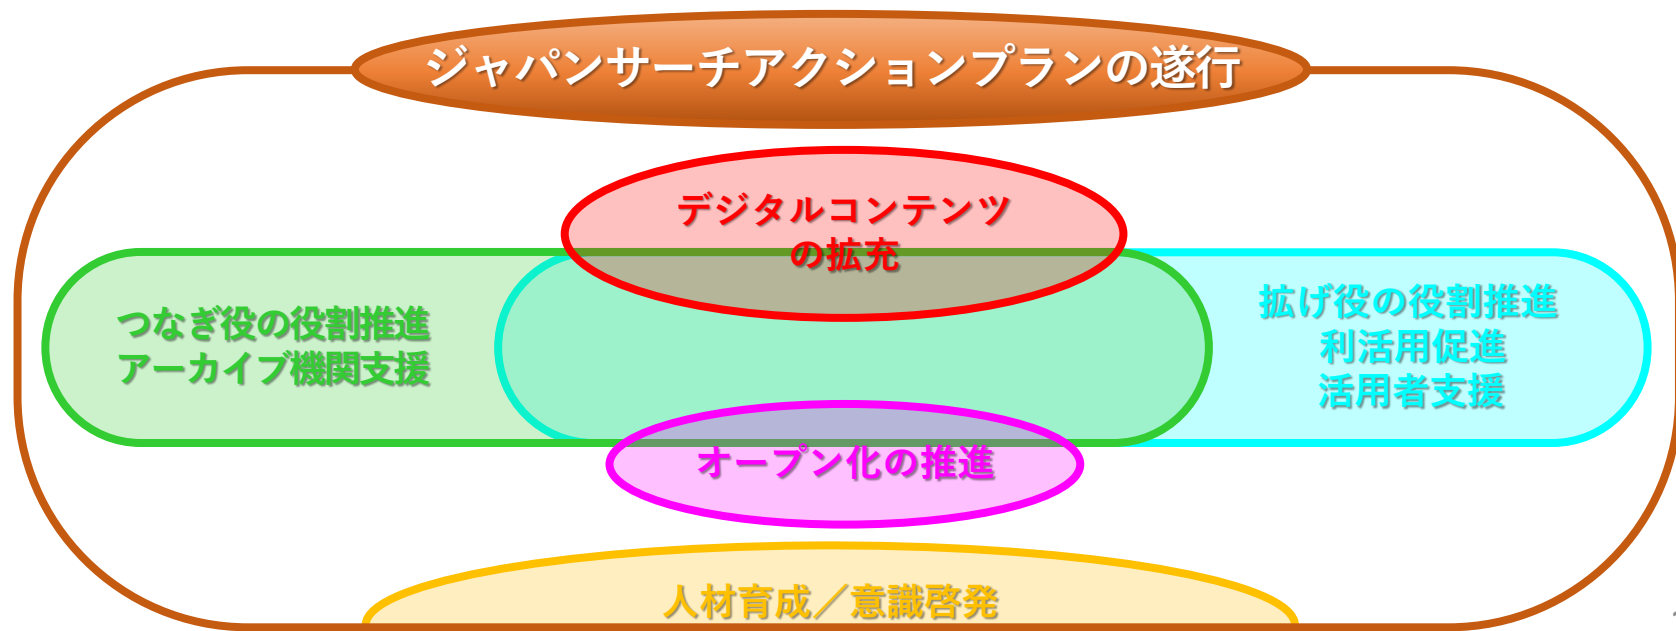 ジャパンサーチアクションプランの遂行
デジタルコンテンツ
の拡充
つなぎ役の役割推進
アーカイブ機関支援
拡げ役の役割推進
利活用促進
活用者支援
オープン化の推進
人材育成／意識啓発